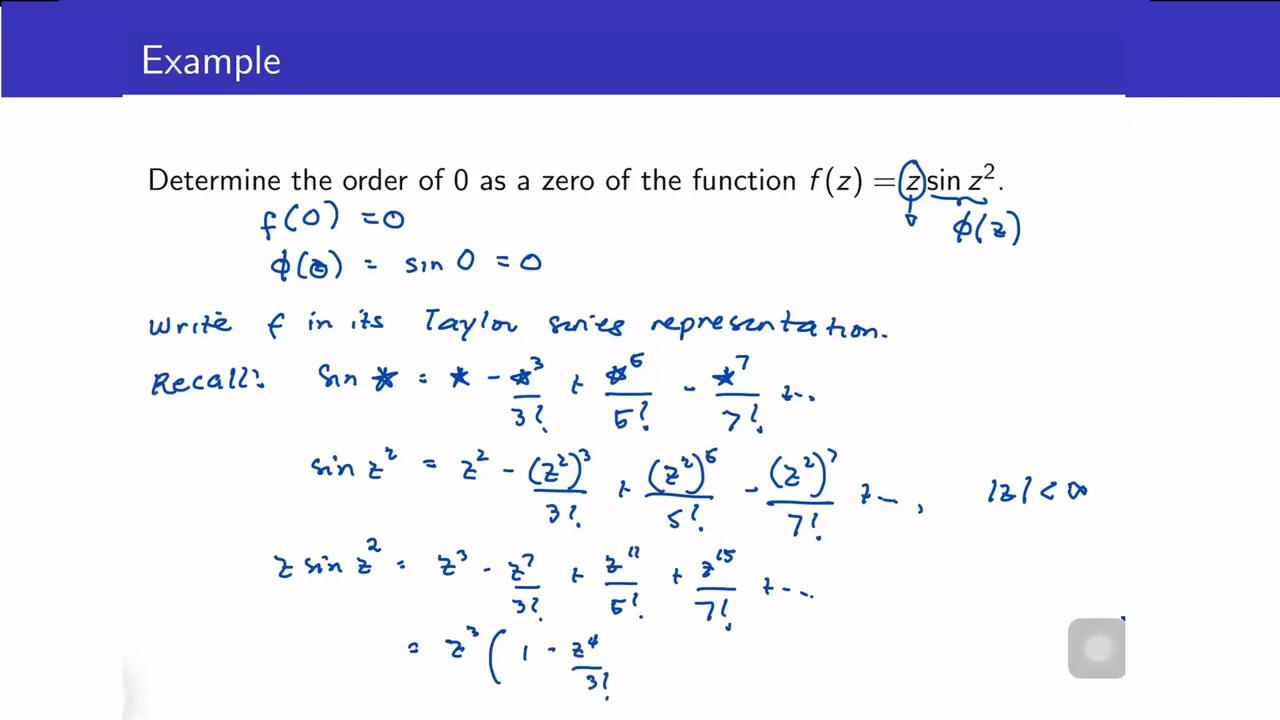 Example
Determine the order of 0 as a zero of the function f(z) = z sin z².
f(0) = 0
ϕ(z)
ϕ(0) = sin 0 = 0
Write f in its Taylor series representation.
Recall: sin ☆ = ☆ - ☆³/3! + ☆⁵/5! - ☆⁷/7! + ...
sin z² = z² - (z²)³/3! + (z²)⁵/5! - (z²)⁷/7! + ... , |z| < ∞
z sin z² = z³ - z⁷/3! + z¹¹/5! + z¹⁵/7! + ...
= z³ ( 1 - z⁴/3!